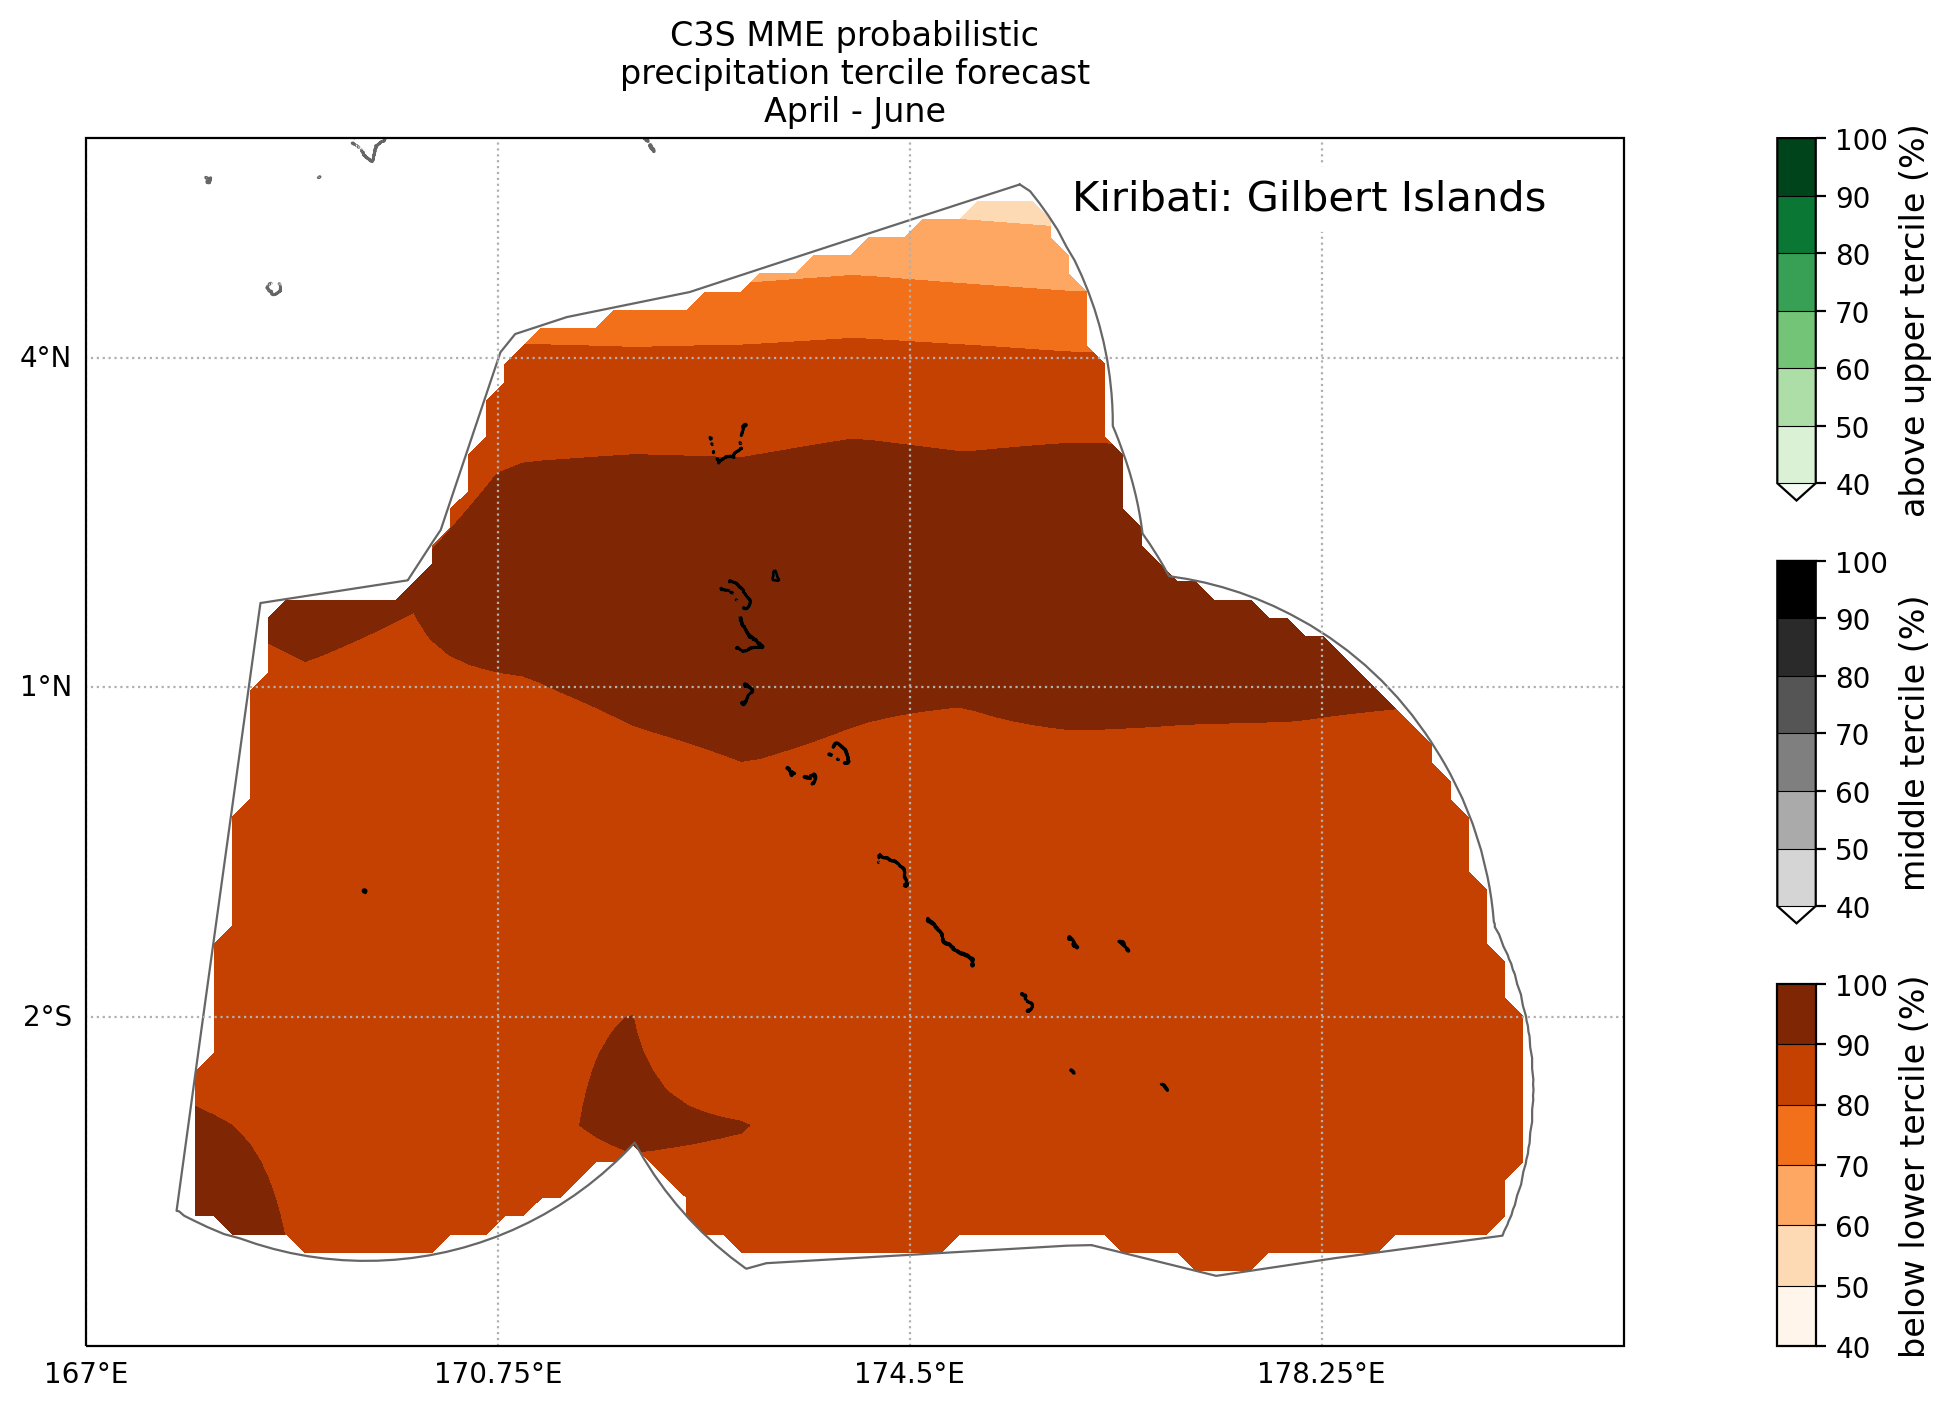 C3S MME probabilistic
precipitation tercile forecast
April - June
Kiribati: Gilbert Islands
4°N
1°N
2°S
167°E
170.75°E
174.5°E
178.25°E
100
90
80
70
60
50
40
above upper tercile (%)
100
90
80
70
60
50
40
middle tercile (%)
100
90
80
70
60
50
40
below lower tercile (%)